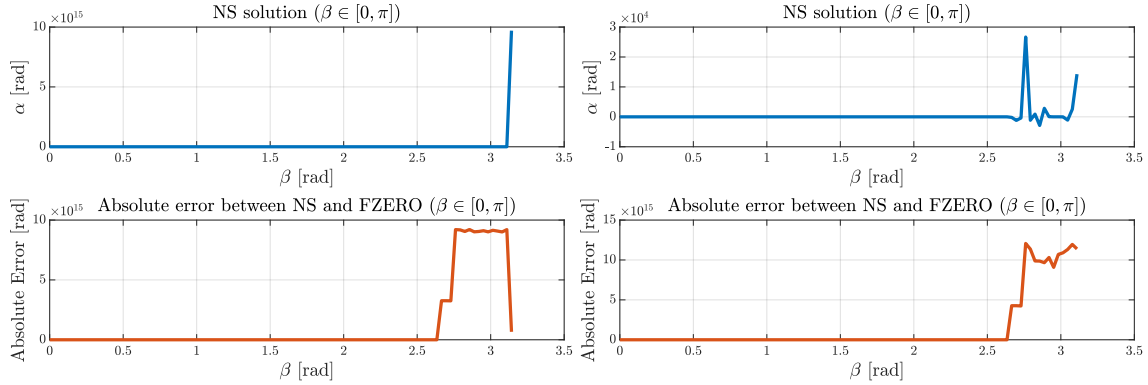 NS solution (β ∈ [0, π])
×10^15
10
5
0
α [rad]
0 0.5 1 1.5 2 2.5 3 3.5
β [rad]
NS solution (β ∈ [0, π])
×10^4
3
2
1
0
-1
α [rad]
0 0.5 1 1.5 2 2.5 3 3.5
β [rad]
Absolute error between NS and FZERO (β ∈ [0, π])
×10^15
10
5
0
Absolute Error [rad]
0 0.5 1 1.5 2 2.5 3 3.5
β [rad]
Absolute error between NS and FZERO (β ∈ [0, π])
×10^15
15
10
5
0
Absolute Error [rad]
0 0.5 1 1.5 2 2.5 3 3.5
β [rad]